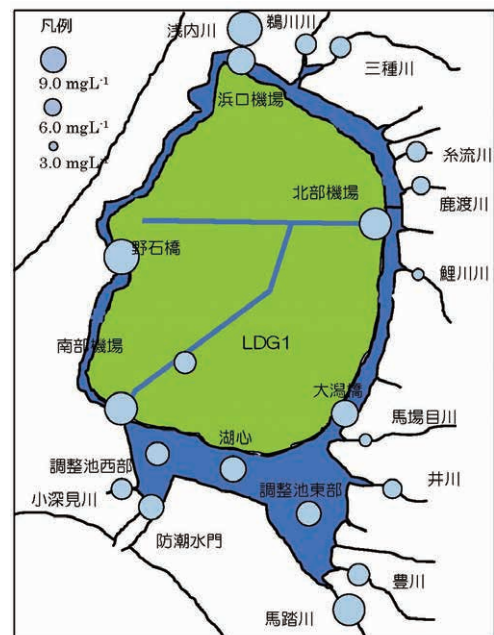 凡例
9.0 mgL⁻¹
6.0 mgL⁻¹
3.0 mgL⁻¹
浅内川
鵜川川
三種川
浜口機場
糸流川
北部機場
鹿渡川
野石橋
鯉川川
南部機場
LDG1
大潟橋
馬場目川
湖心
調整池西部
井川
小深見川
調整池東部
防潮水門
豊川
馬踏川